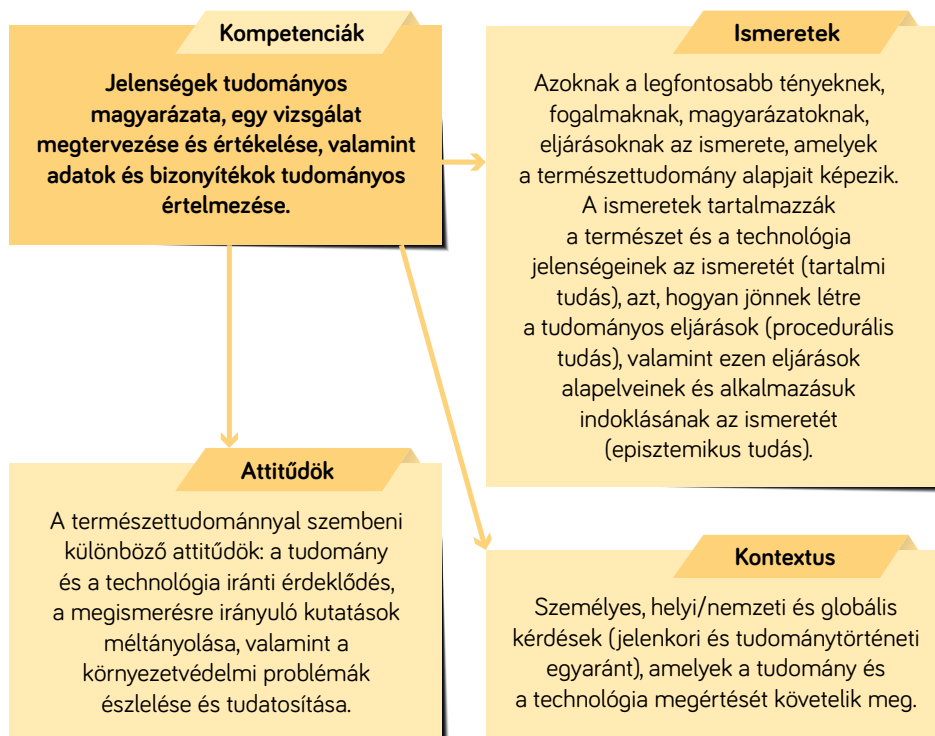 Kompetenciák
Jelenségek tudományos
magyarázata, egy vizsgálat
megtervezése és értékelése, valamint
adatok és bizonyítékok tudományos
értelmezése.
Ismeretek
Azoknak a legfontosabb tényeknek,
fogalmaknak, magyarázatoknak,
eljárásoknak az ismerete, amelyek
a természettudomány alapjait képezik.
A ismeretek tartalmazzák
a természet és a technológia
jelenségeinek az ismeretét (tartalmi
tudás), azt, hogyan jönnek létre
a tudományos eljárások (procedurális
tudás), valamint ezen eljárások
alapelveinek és alkalmazásuk
indoklásának az ismeretét
(episztemikus tudás).
Attitűdök
A természettudománnyal szembeni
különböző attitűdök: a tudomány
és a technológia iránti érdeklődés,
a megismerésre irányuló kutatások
méltányolása, valamint a
környezetvédelmi problémák
észlelése és tudatosítása.
Kontextus
Személyes, helyi/nemzeti és globális
kérdések (jelenkori és tudománytörténeti
egyaránt), amelyek a tudomány és
a technológia megértését követelik meg.